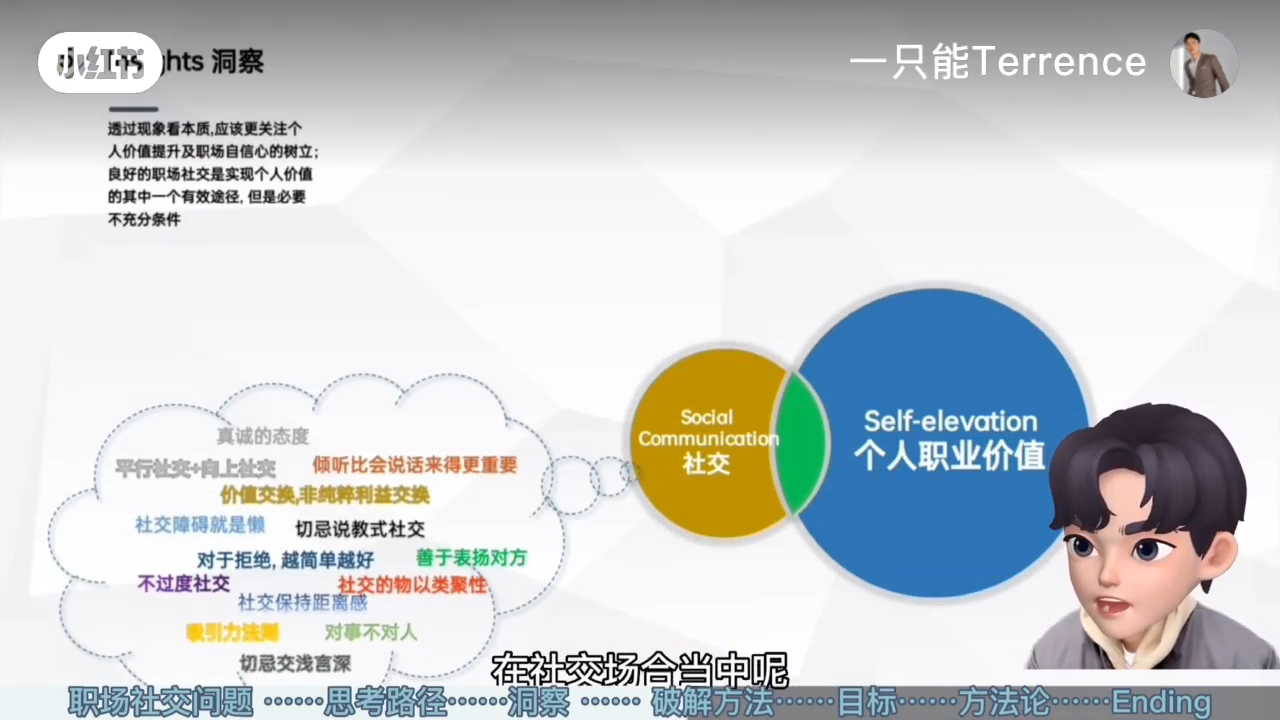 小红书
ghts 洞察
一只能Terrence
透过现象看本质,应该更关注个
人价值提升及职场自信心的树立;
良好的职场社交是实现个人价值
的其中一个有效途径, 但是必要
不充分条件
真诚的态度
平行社交+向上社交
倾听比会说话来得更重要
价值交换,非纯粹利益交换
社交障碍就是懒
切忌说教式社交
对于拒绝, 越简单越好
善于表扬对方
不过度社交
社交的物以类聚性
社交保持距离感
吸引力法则
对事不对人
切忌交浅言深
Social
Communication
社交
Self-elevation
个人职业价值
在社交场合当中呢
职场社交问题 ⋯⋯思考路径⋯⋯洞察 ⋯⋯ 破解方法⋯⋯目标⋯⋯方法论⋯⋯Ending